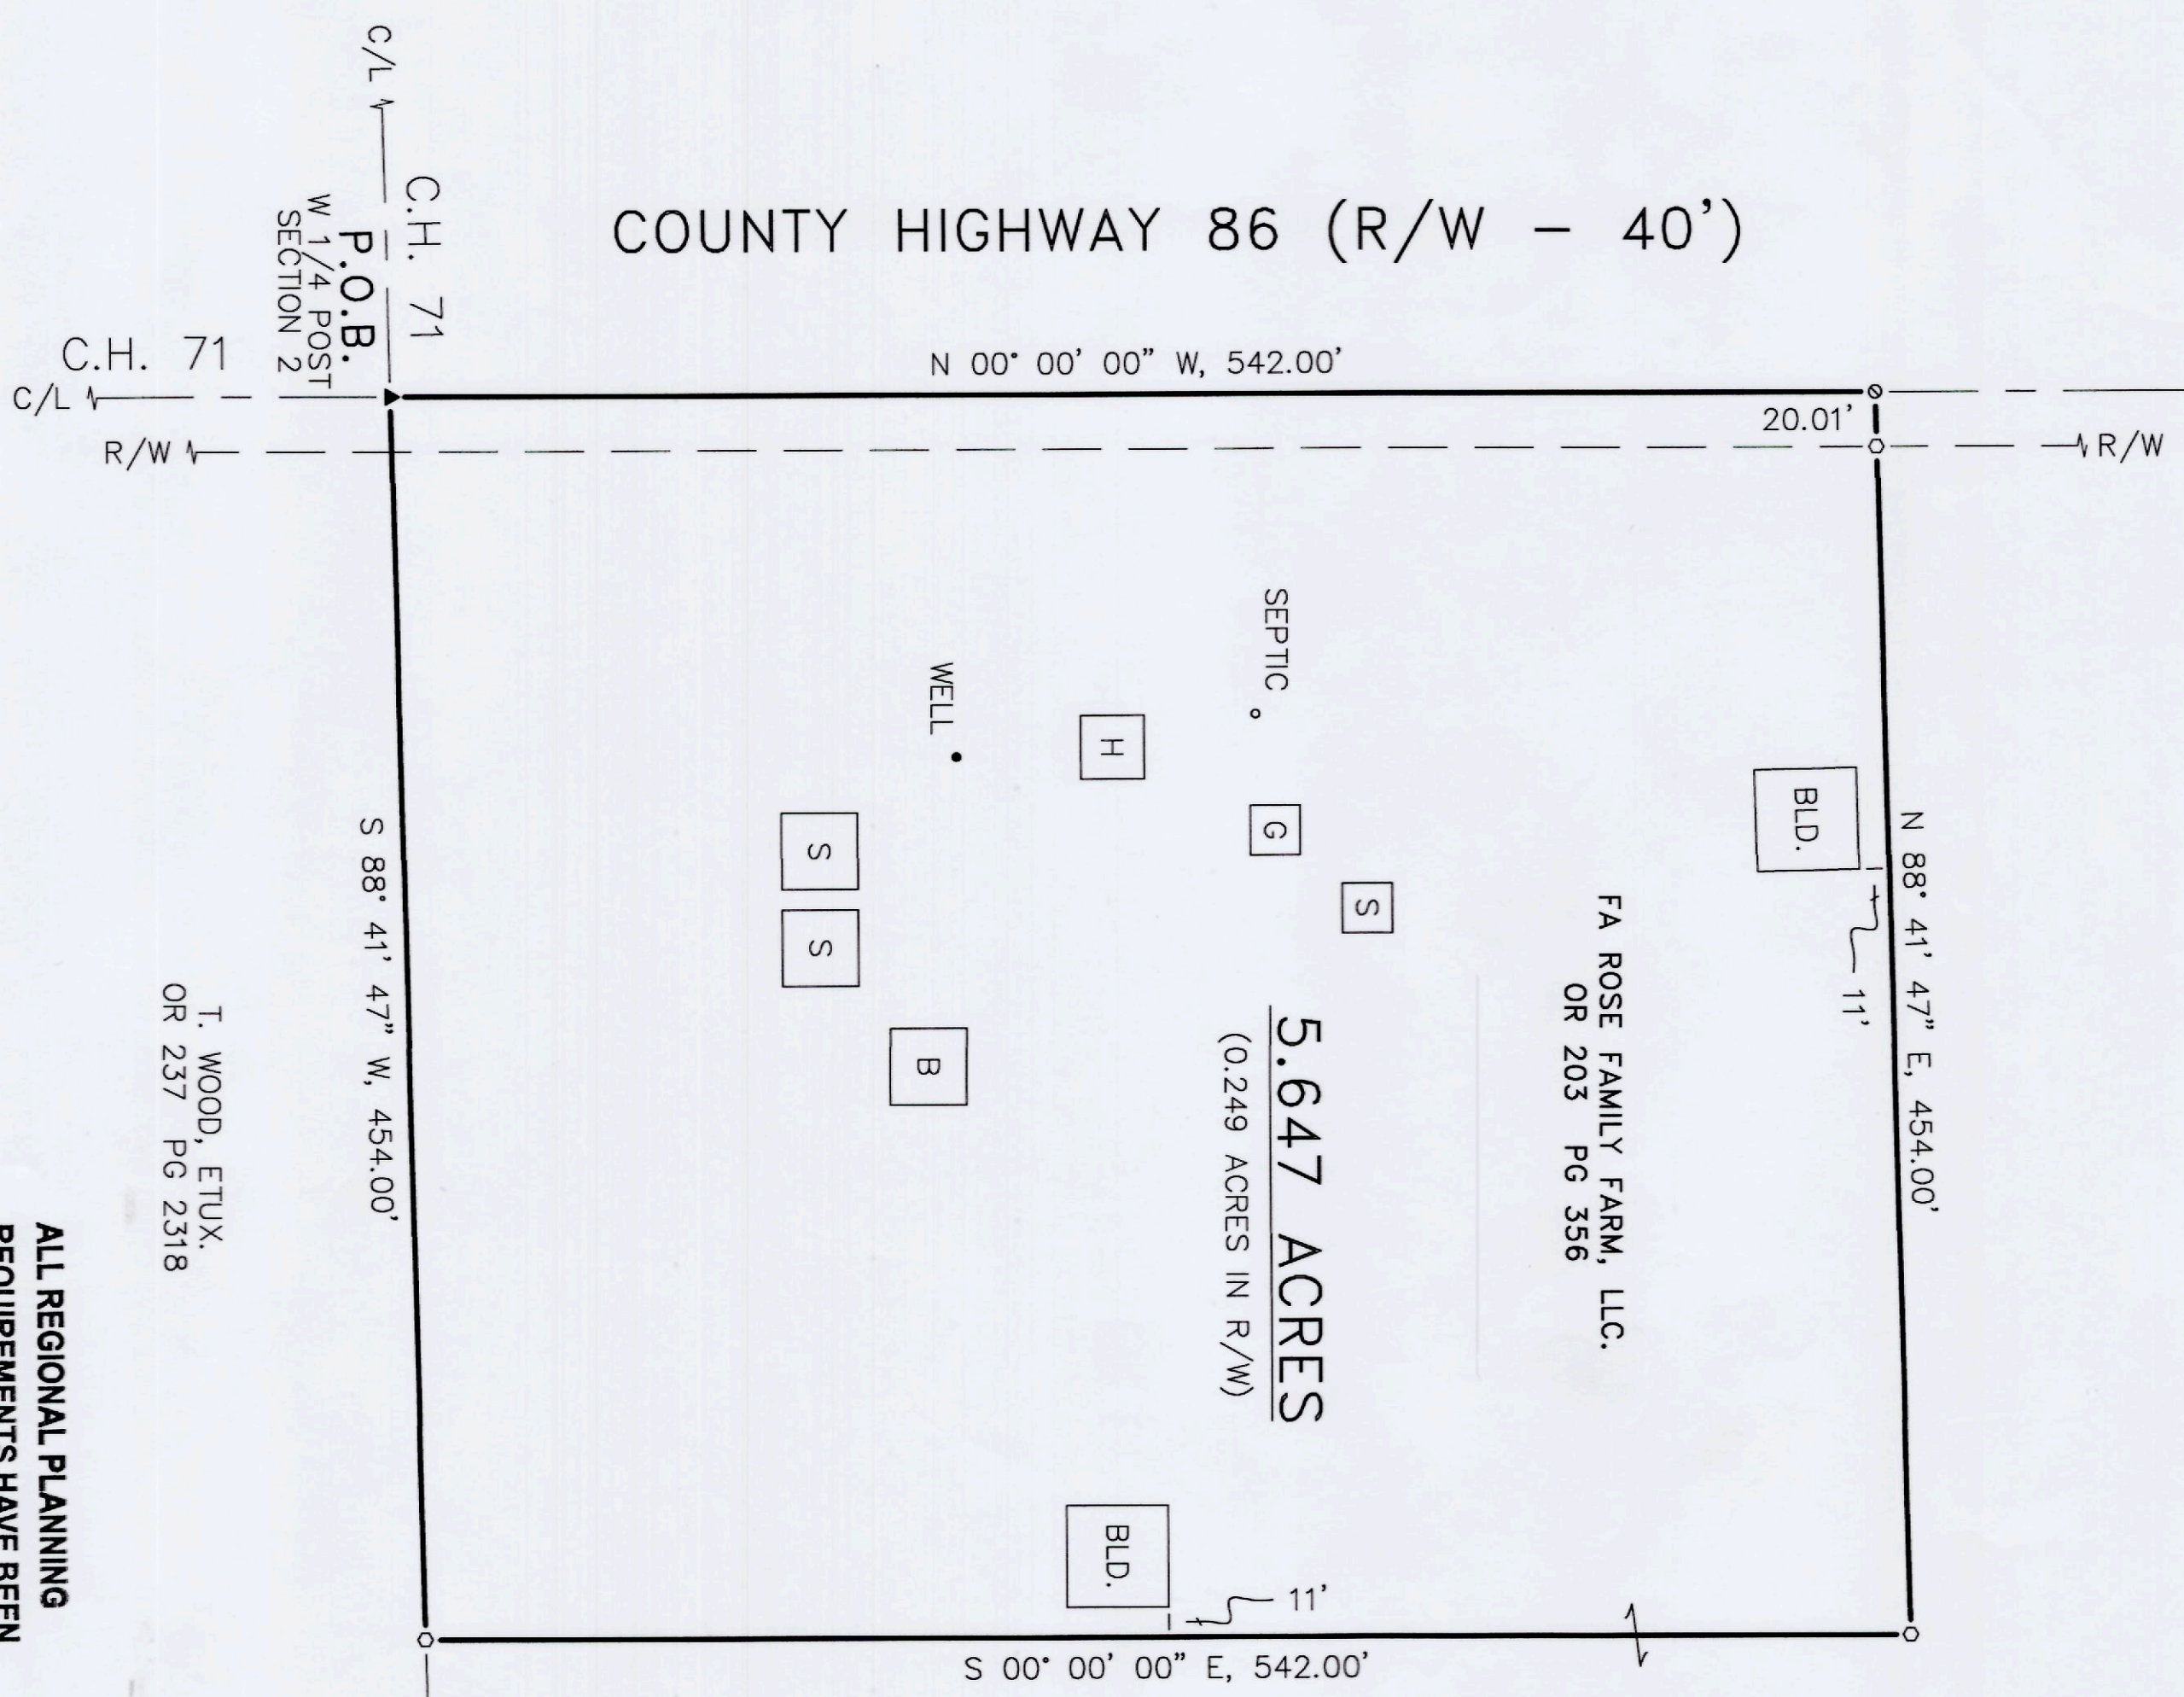 C/L
C.H. 71
P.O.B.
W 1/4 POST
SECTION 2
COUNTY HIGHWAY 86 (R/W - 40')
C.H. 71
C/L
N 00° 00' 00" W, 542.00'
20.01'
R/W
R/W
SEPTIC
WELL
H
G
S
S
S
B
BLD.
11'
N 88° 41' 47" E, 454.00'
FA ROSE FAMILY FARM, LLC.
OR 203 PG 356
5.647 ACRES
(0.249 ACRES IN R/W)
S 88° 41' 47" W, 454.00'
T. WOOD, ETUX.
OR 237 PG 2318
BLD.
11'
S 00° 00' 00" E, 542.00'
ALL REGIONAL PLANNING
REQUIREMENTS HAVE BEEN